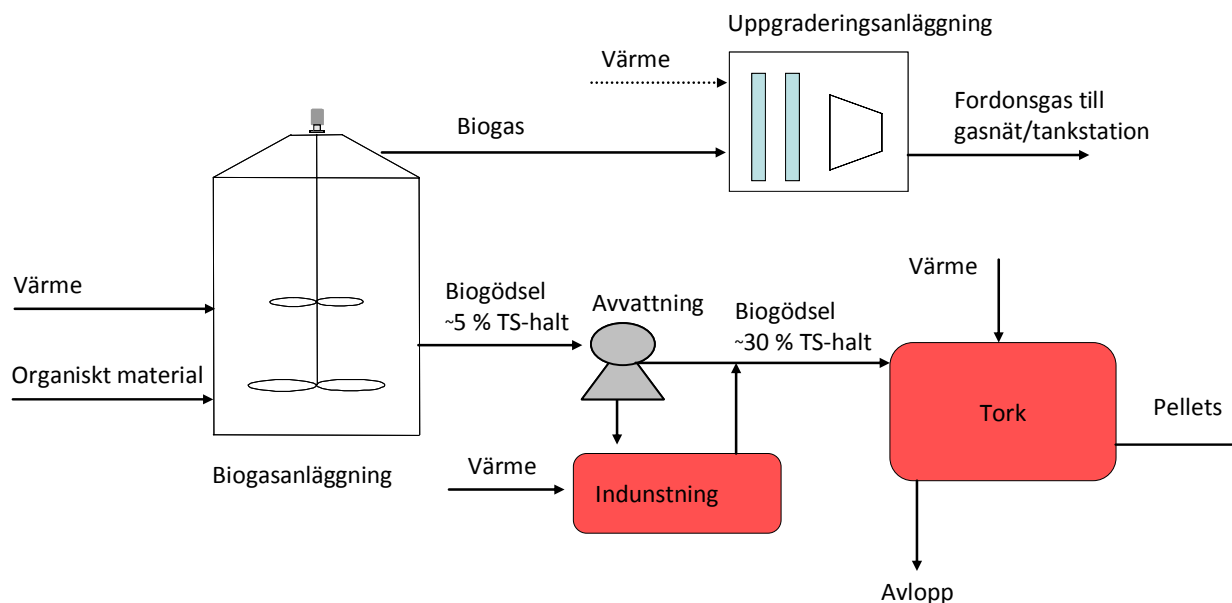 Uppgraderingsanläggning
Värme
Fordonsgas till
gasnät/tankstation
Biogas
Värme
Värme
Biogödsel
~5 % TS-halt
Avvattning
Biogödsel
~30 % TS-halt
Organiskt material
Tork
Pellets
Biogasanläggning
Värme
Indunstning
Avlopp